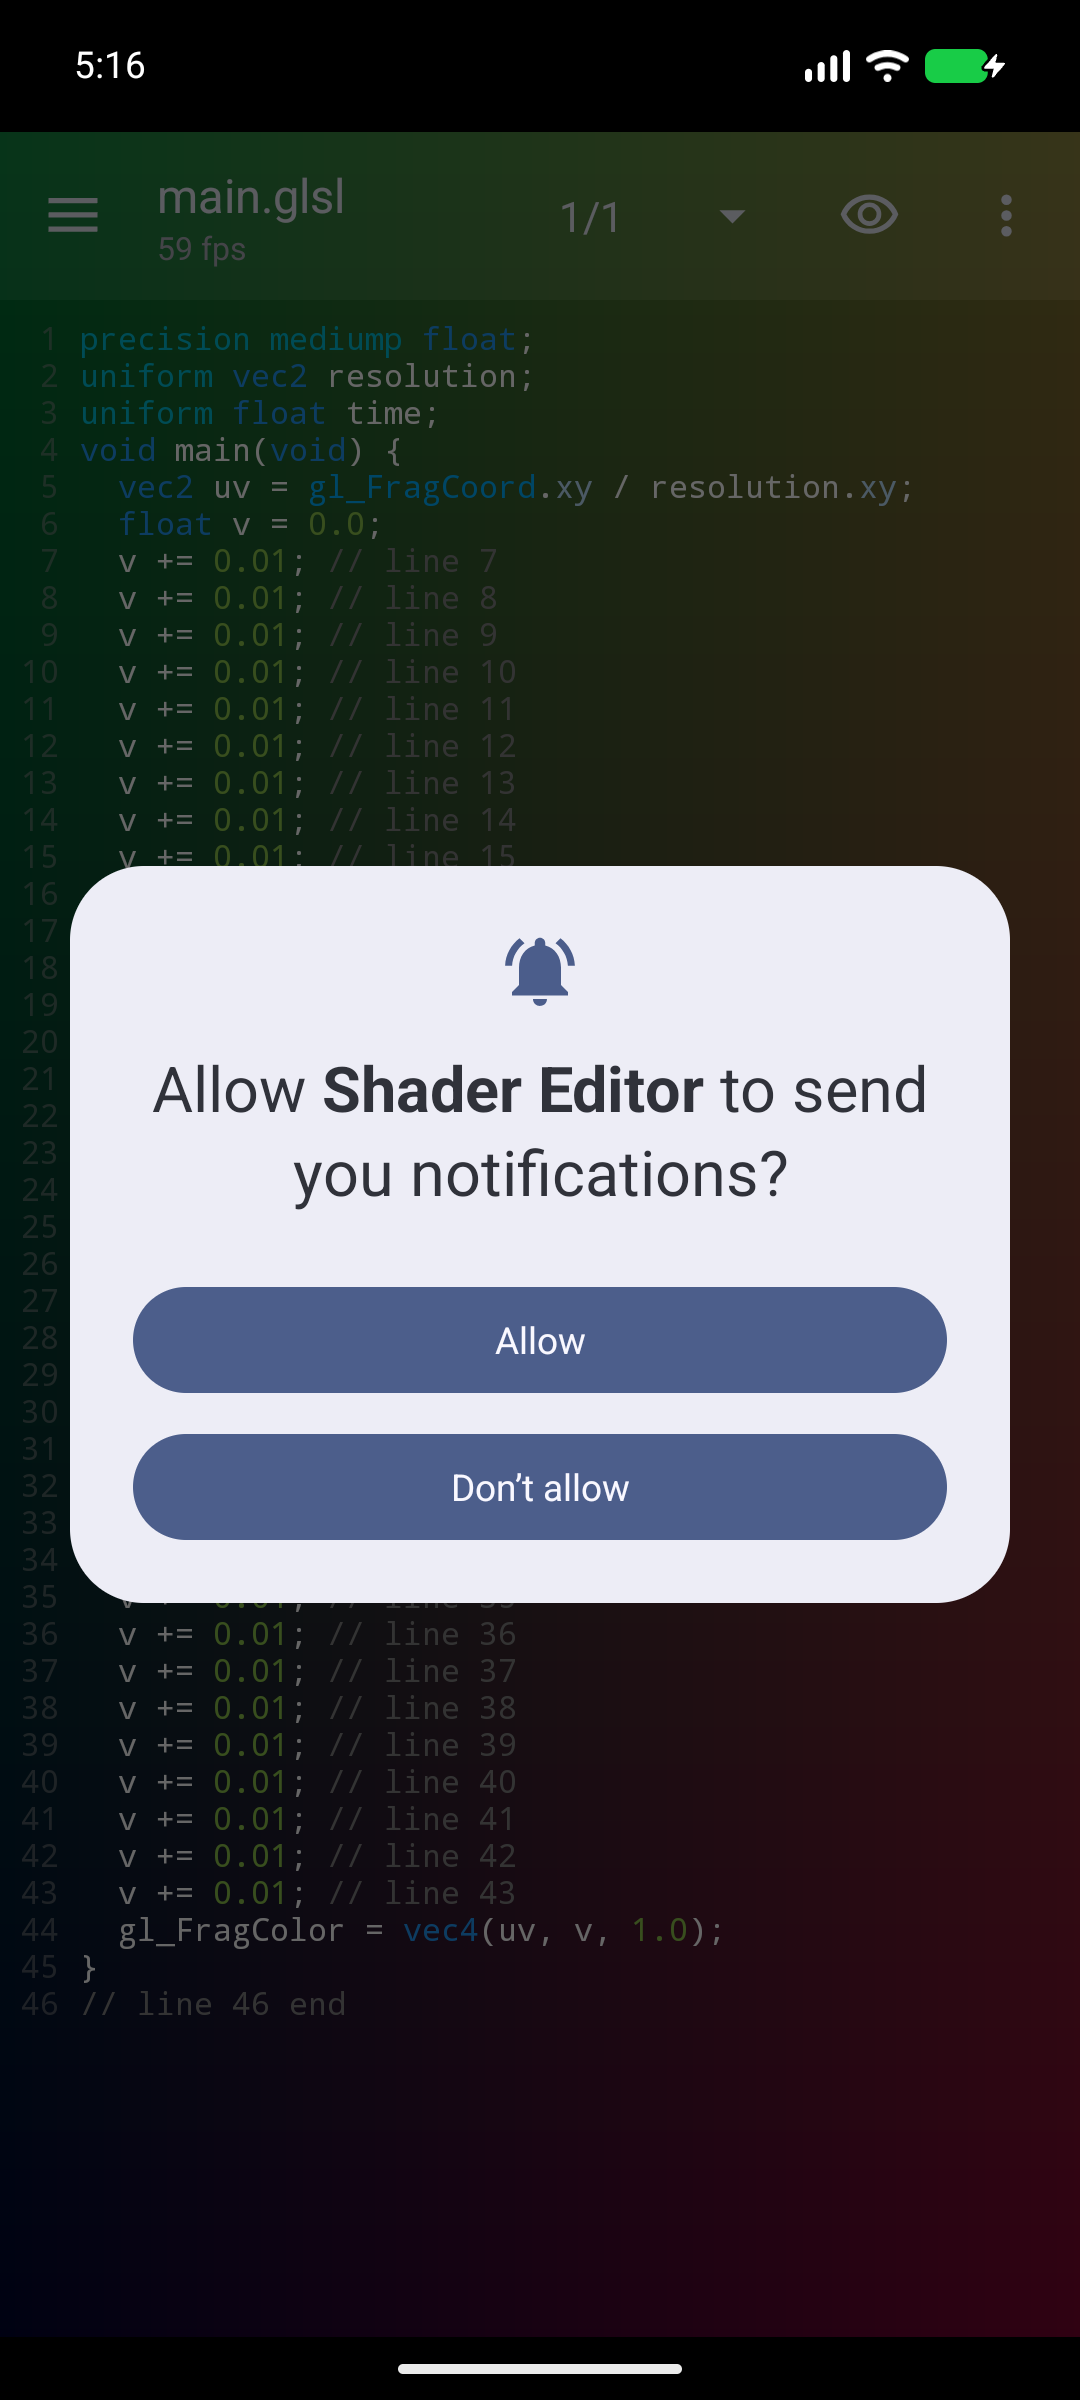 5:16
main.glsl
59 fps
1/1
1 precision mediump float;
2 uniform vec2 resolution;
3 uniform float time;
4 void main(void) {
5 vec2 uv = gl_FragCoord.xy / resolution.xy;
6 float v = 0.0;
7 v += 0.01; // line 7
8 v += 0.01; // line 8
9 v += 0.01; // line 9
10 v += 0.01; // line 10
11 v += 0.01; // line 11
12 v += 0.01; // line 12
13 v += 0.01; // line 13
14 v += 0.01; // line 14
15 v += 0.01; // line 15
16
17
18
19
20
21
22
23
24
25
26
27
28
29
30
31
32
33
34
35
Allow Shader Editor to send
you notifications?
Allow
Don’t allow
36 v += 0.01; // line 36
37 v += 0.01; // line 37
38 v += 0.01; // line 38
39 v += 0.01; // line 39
40 v += 0.01; // line 40
41 v += 0.01; // line 41
42 v += 0.01; // line 42
43 v += 0.01; // line 43
44 gl_FragColor = vec4(uv, v, 1.0);
45 }
46 // line 46 end